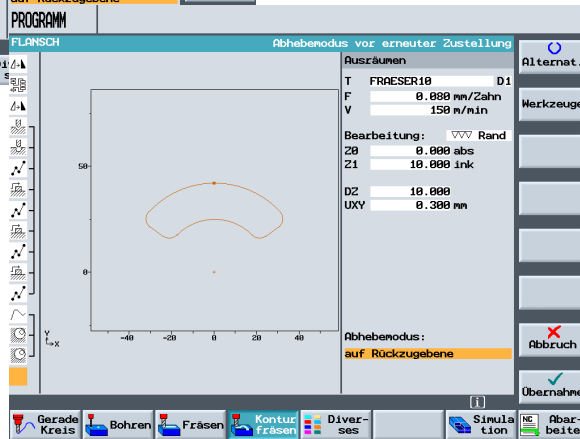 auf Rückzugebene
PROGRAMM
FLANSCH Abhebemodus vor erneuter Zustellung
Ausräumen
Alternat.
T FRAESER10 D1
F 0.080 mm/Zahn
V 150 m/min
Werkzeuge
Bearbeitung: ▽▽▽ Rand
Z0 0.000 abs
Z1 10.000 ink
DZ 10.000
UXY 0.300 mm
50
0
-40 -20 0 20 40
Y
X
Abhebemodus:
auf Rückzugebene
Abbruch
Übernahme
i
Gerade Kreis
Bohren
Fräsen
Kontur fräsen
Diver-
ses
Simula
tion
NC Abar-
beite